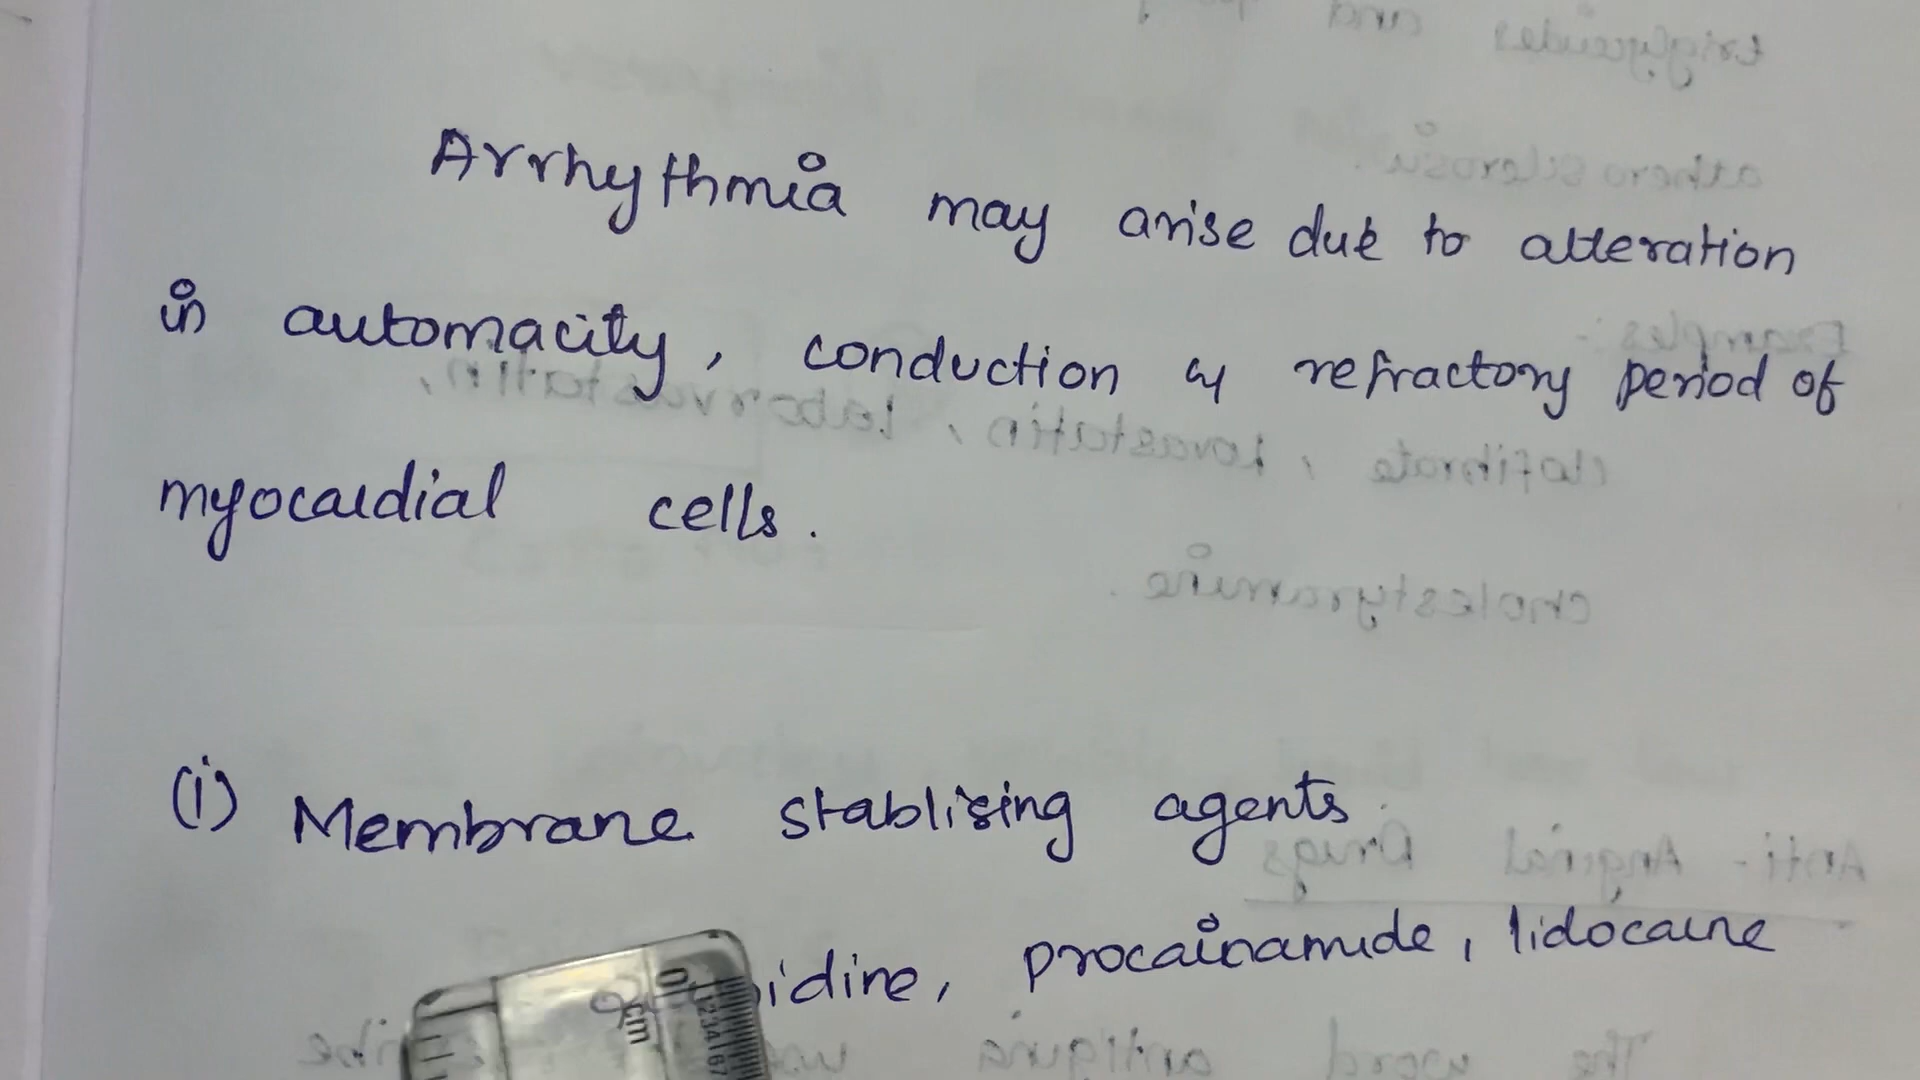 Arrhythmia may arise due to alteration
in automacity, conduction & refractory period of
myocardial cells.
(i) Membrane stablising agents
idine, procainamide, lidocaine
cm